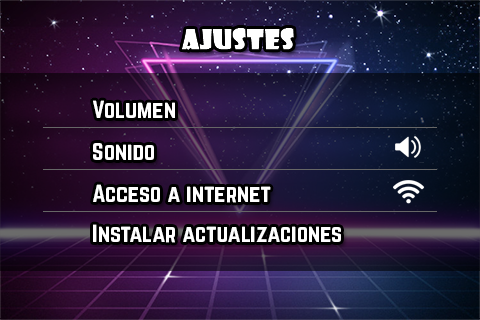 AJUSTES
VOLUMEN
SONIDO
ACCESO A INTERNET
INSTALAR ACTUALIZACIONES